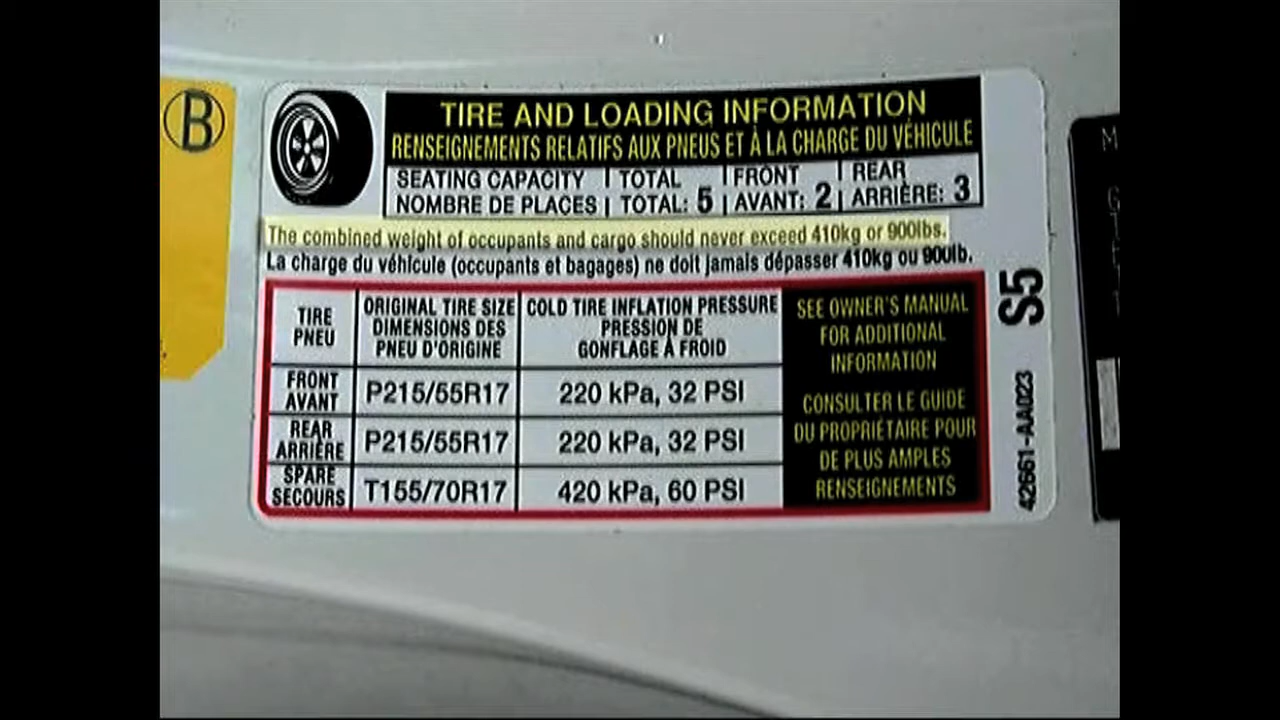 B
TIRE AND LOADING INFORMATION
RENSEIGNEMENTS RELATIFS AUX PNEUS ET À LA CHARGE DU VÉHICULE
SEATING CAPACITY | TOTAL | FRONT | REAR
NOMBRE DE PLACES | TOTAL: 5 | AVANT: 2 | ARRIÈRE: 3
The combined weight of occupants and cargo should never exceed 410kg or 900lbs.
La charge du véhicule (occupants et bagages) ne doit jamais dépasser 410kg ou 900lb.
TIRE
PNEU
ORIGINAL TIRE SIZE
DIMENSIONS DES
PNEU D'ORIGINE
COLD TIRE INFLATION PRESSURE
PRESSION DE
GONFLAGE À FROID
FRONT
AVANT
P215/55R17
220 kPa, 32 PSI
REAR
ARRIÈRE
P215/55R17
220 kPa, 32 PSI
SPARE
SECOURS
T155/70R17
420 kPa, 60 PSI
SEE OWNER'S MANUAL
FOR ADDITIONAL
INFORMATION
CONSULTER LE GUIDE
DU PROPRIÉTAIRE POUR
DE PLUS AMPLES
RENSEIGNEMENTS
S5
42661-AA023